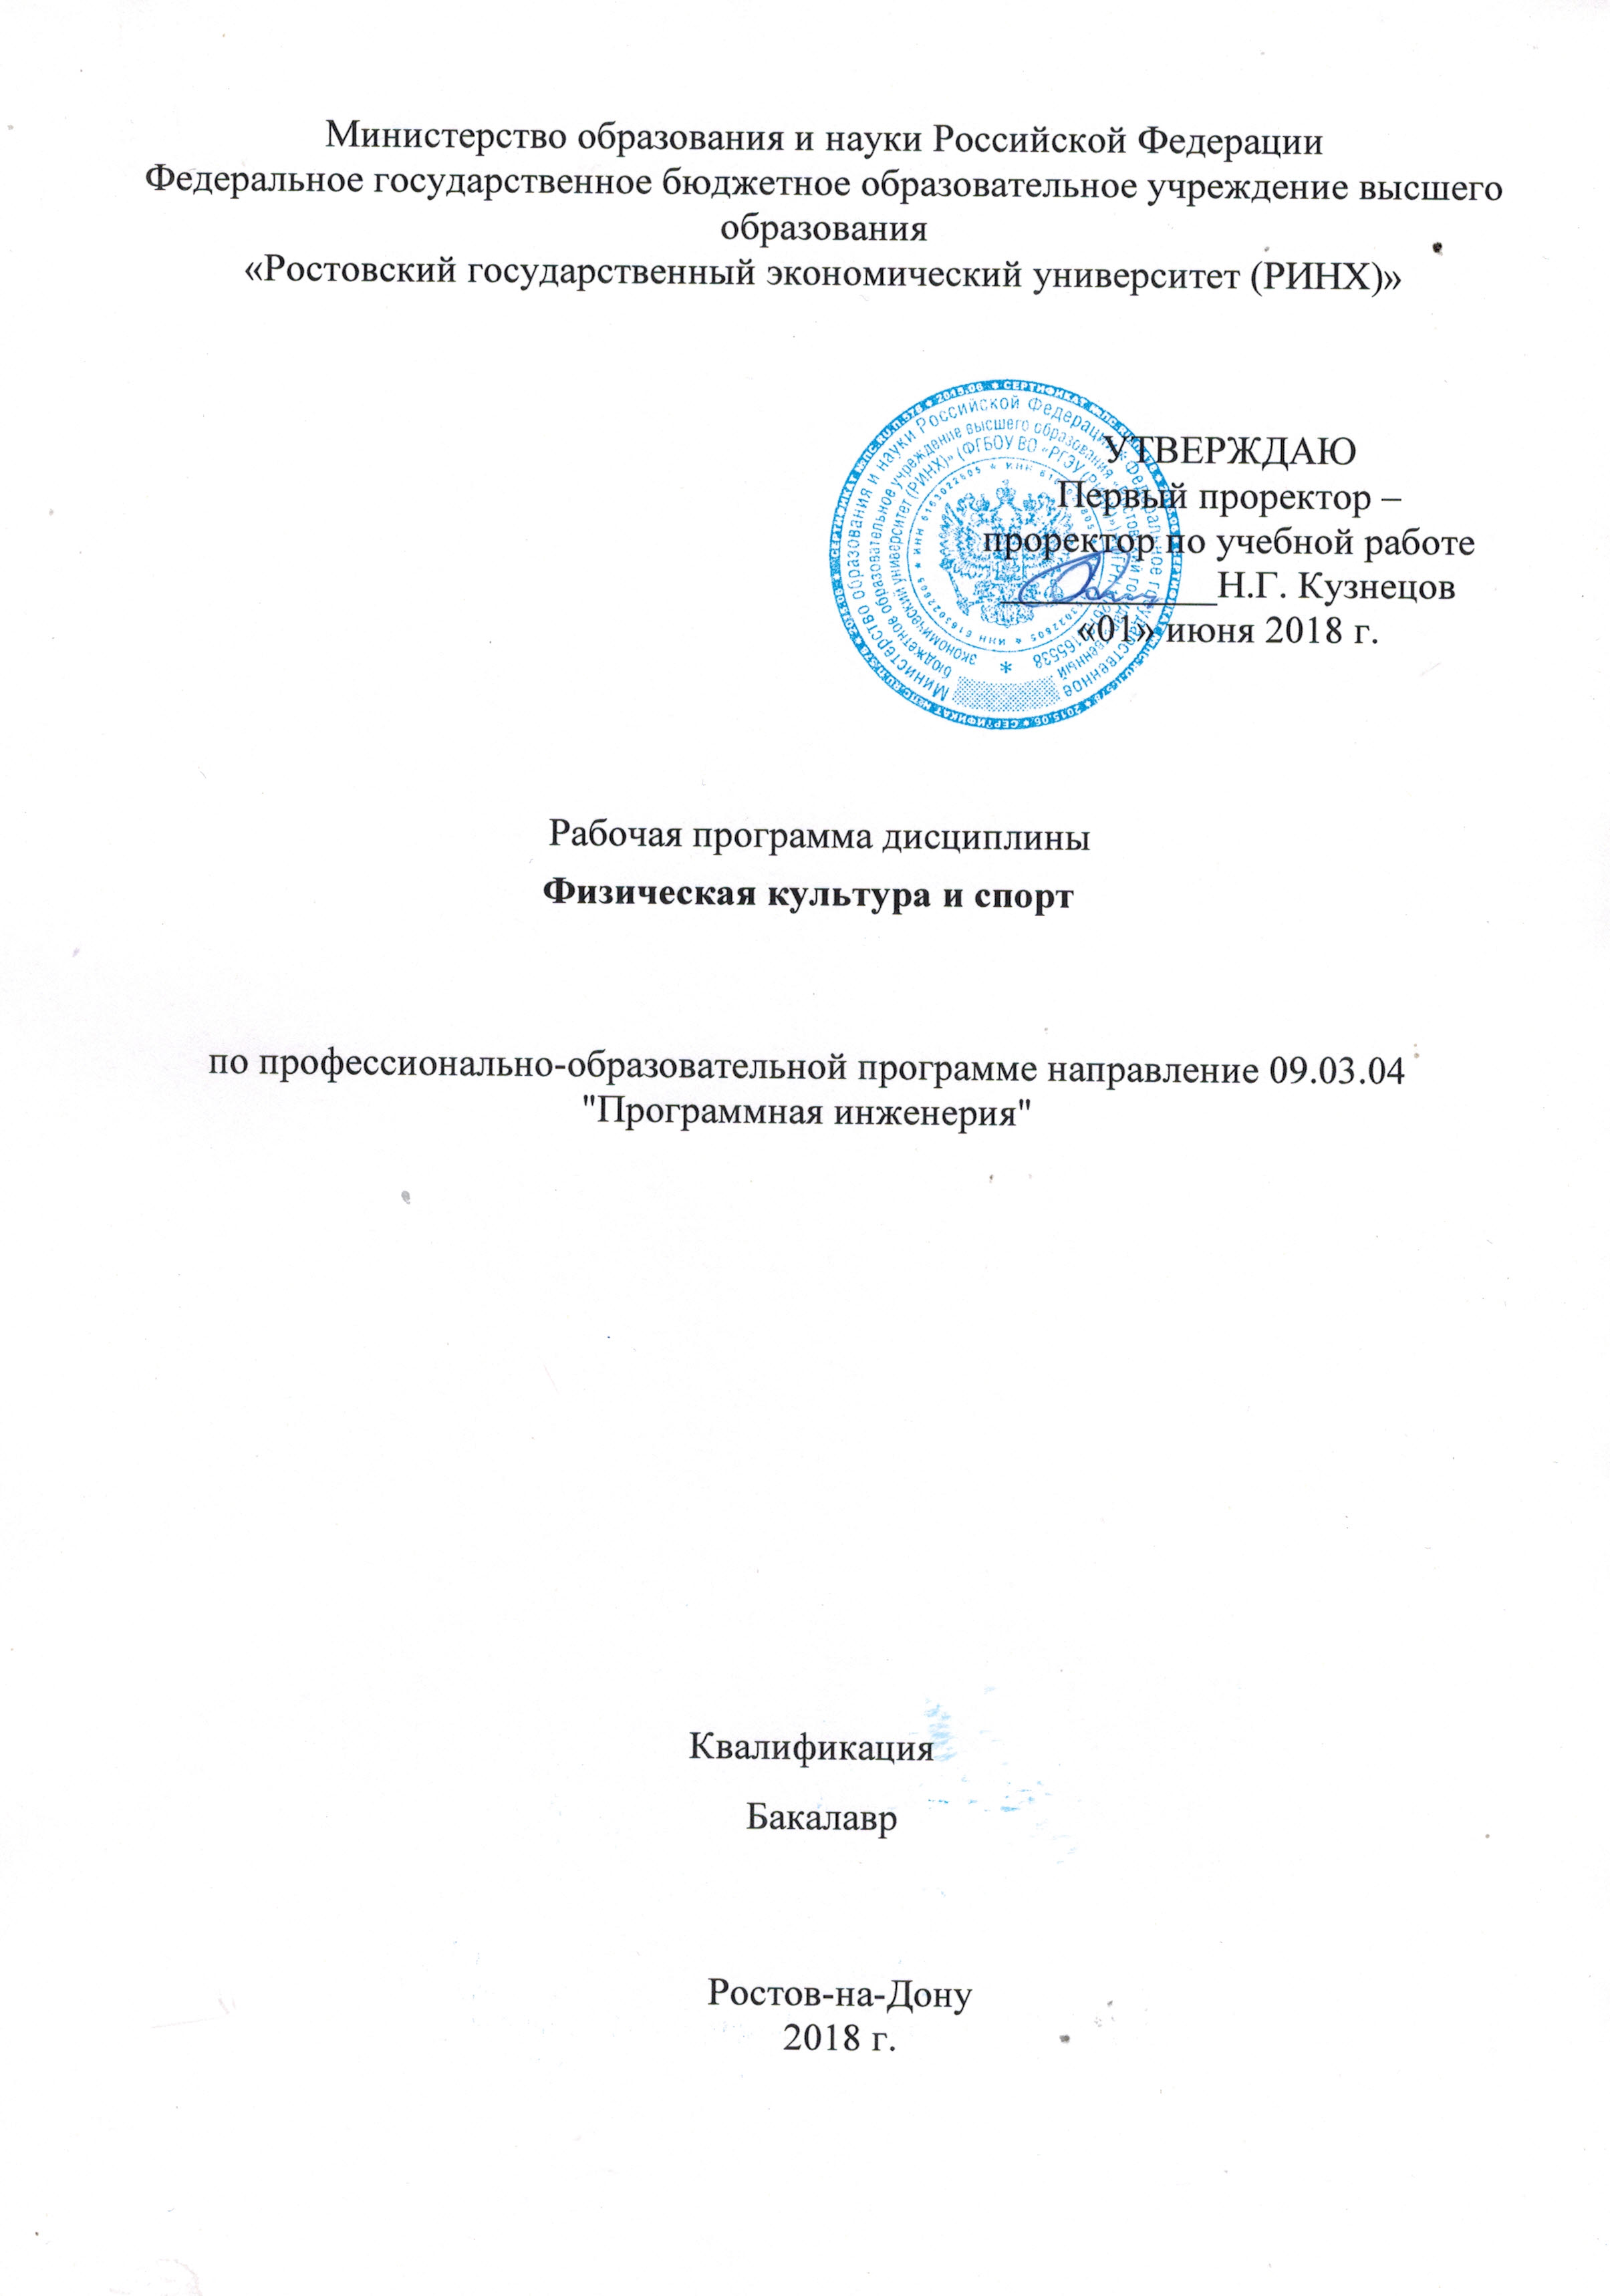 Министерство образования и науки Российской Федерации
Федеральное государственное бюджетное образовательное учреждение высшего
образования
«Ростовский государственный экономический университет (РИНХ)»
УТВЕРЖДАЮ
Первый проректор –
проректор по учебной работе
Н.Г. Кузнецов
«01» июня 2018 г.
Рабочая программа дисциплины
Физическая культура и спорт
по профессионально-образовательной программе направление 09.03.04
"Программная инженерия"
Квалификация
Бакалавр
Ростов-на-Дону
2018 г.